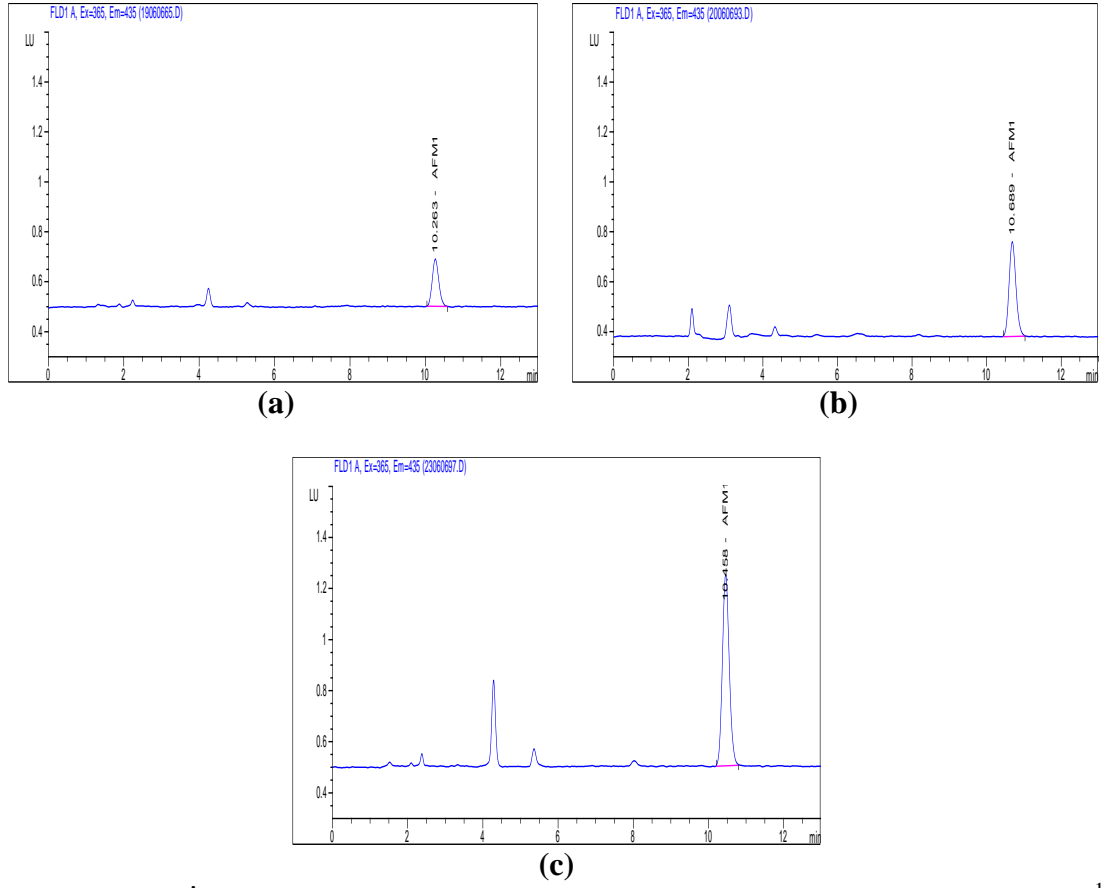 FLD1 A, Ex=365, Em=435 (19060665.D)
LU
1.4
1.2
1
0.8
0.6
0.4
10.263 - AFM1
0 2 4 6 8 10 12 min
(a)
FLD1 A, Ex=365, Em=435 (20060693.D)
LU
1.4
1.2
1
0.8
0.6
0.4
10.689 - AFM1
0 2 4 6 8 10 12 min
(b)
FLD1 A, Ex=365, Em=435 (23060697.D)
LU
1.4
1.2
1
0.8
0.6
0.4
10.458 - AFM1
0 2 4 6 8 10 12 min
(c)
1